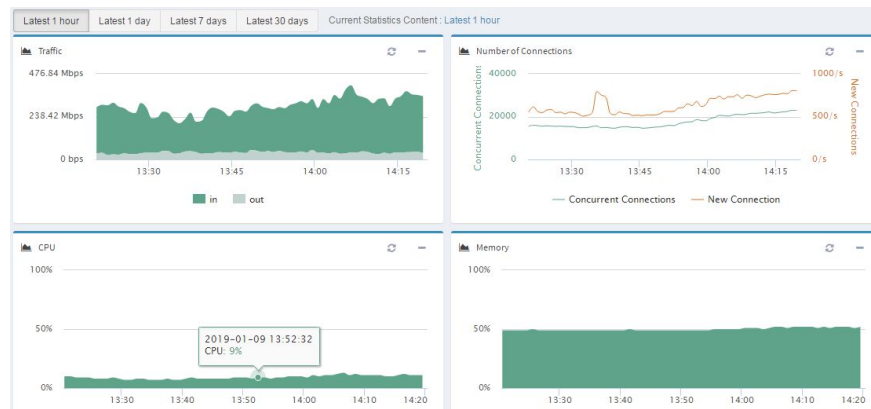 Latest 1 hour Latest 1 day Latest 7 days Latest 30 days Current Statistics Content : Latest 1 hour
Traffic
476.84 Mbps
238.42 Mbps
0 bps
13:30 13:45 14:00 14:15
in out
Number of Connections
Concurrent Connections
40000
20000
0
1000/s
500/s
0/s
New Connections
13:30 13:45 14:00 14:15
Concurrent Connections New Connection
CPU
100%
50%
0%
2019-01-09 13:52:32
CPU: 9%
13:30 13:40 13:50 14:00 14:10 14:20
Memory
100%
50%
0%
13:30 13:40 13:50 14:00 14:10 14:20